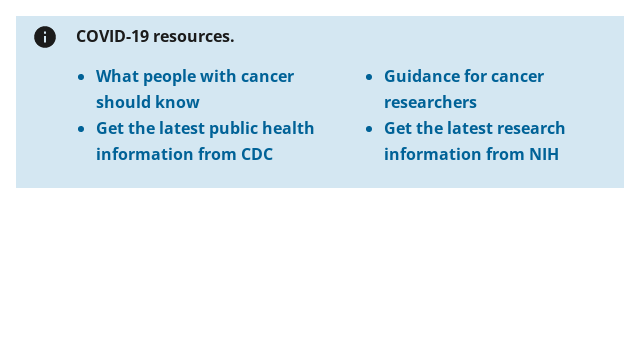 COVID-19 resources.
What people with cancer
should know
Get the latest public health
information from CDC
Guidance for cancer
researchers
Get the latest research
information from NIH